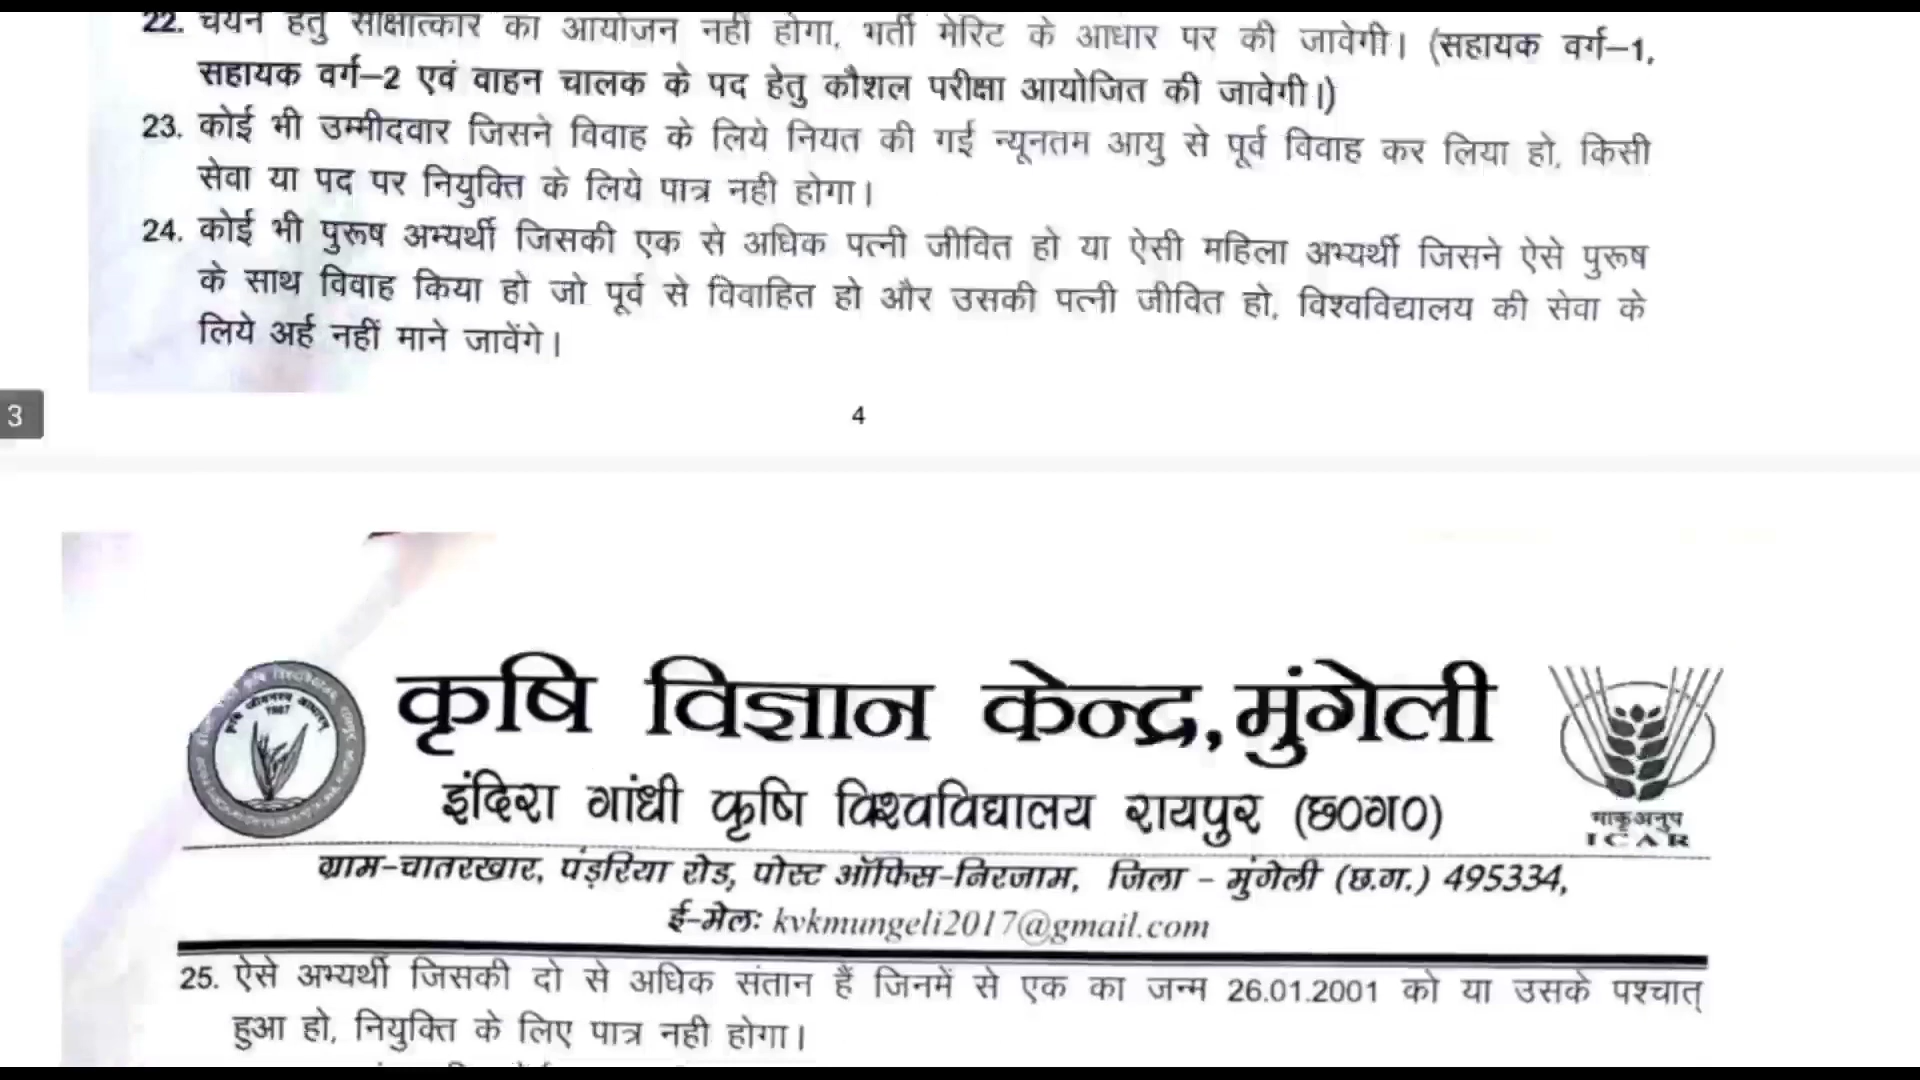 22. चयन हेतु साक्षात्कार का आयोजन नही होगा, भर्ती मेरिट के आधार पर की जावेगी। (सहायक वर्ग–1,
सहायक वर्ग–2 एवं वाहन चालक के पद हेतु कौशल परीक्षा आयोजित की जावेगी।)
23. कोई भी उम्मीदवार जिसने विवाह के लिये नियत की गई न्यूनतम आयु से पूर्व विवाह कर लिया हो, किसी
सेवा या पद पर नियुक्ति के लिये पात्र नही होगा।
24. कोई भी पुरूष अभ्यर्थी जिसकी एक से अधिक पत्नी जीवित हो या ऐसी महिला अभ्यर्थी जिसने ऐसे पुरूष
के साथ विवाह किया हो जो पूर्व से विवाहित हो और उसकी पत्नी जीवित हो, विश्वविद्यालय की सेवा के
लिये अर्ह नहीं माने जावेंगे।
3
4
कृषि विज्ञान केन्द्र,मुंगेली
इंदिरा गांधी कृषि विश्वविद्यालय रायपुर (छ0ग0)
भाकृअनुप
ICAR
ग्राम–चातरखार, पंड़रिया रोड, पोस्ट ऑफिस–निरजाम, जिला – मुंगेली (छ.ग.) 495334,
ई–मेल: kvkmungeli2017@gmail.com
25. ऐसे अभ्यर्थी जिसकी दो से अधिक संतान हैं जिनमें से एक का जन्म 26.01.2001 को या उसके पश्चात्
हुआ हो, नियुक्ति के लिए पात्र नही होगा।